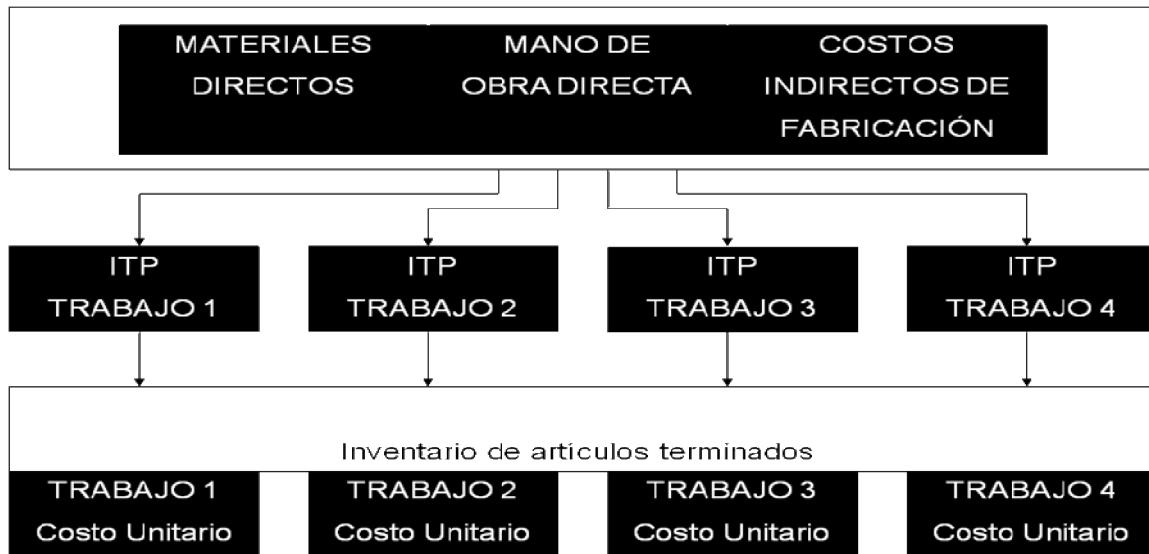 MATERIALES
DIRECTOS
MANO DE
OBRA DIRECTA
COSTOS
INDIRECTOS DE
FABRICACIÓN
ITP
TRABAJO 1
ITP
TRABAJO 2
ITP
TRABAJO 3
ITP
TRABAJO 4
Inventario de artículos terminados
TRABAJO 1
Costo Unitario
TRABAJO 2
Costo Unitario
TRABAJO 3
Costo Unitario
TRABAJO 4
Costo Unitario